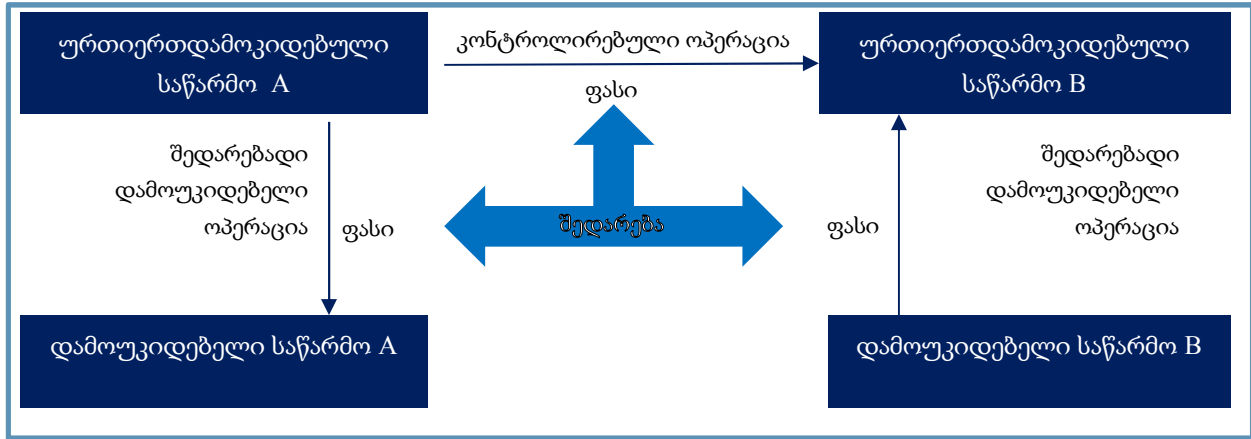 ურთიერთდამოკიდებული
საწარმო A
კონტროლირებული ოპერაცია
ფასი
ურთიერთდამოკიდებული
საწარმო B
შედარებადი
დამოუკიდებელი
ოპერაცია
ფასი
შედარება
ფასი
შედარებადი
დამოუკიდებელი
ოპერაცია
დამოუკიდებელი საწარმო A
დამოუკიდებელი საწარმო B